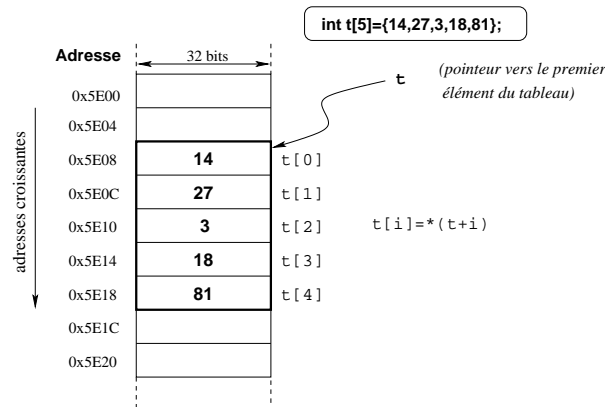 int t[5]={14,27,3,18,81};
Adresse
32 bits
t
(pointeur vers le premier
élément du tableau)
0x5E00
0x5E04
0x5E08 14 t[0]
0x5E0C 27 t[1]
0x5E10 3 t[2] t[i]=*(t+i)
0x5E14 18 t[3]
0x5E18 81 t[4]
0x5E1C
0x5E20
adresses croissantes